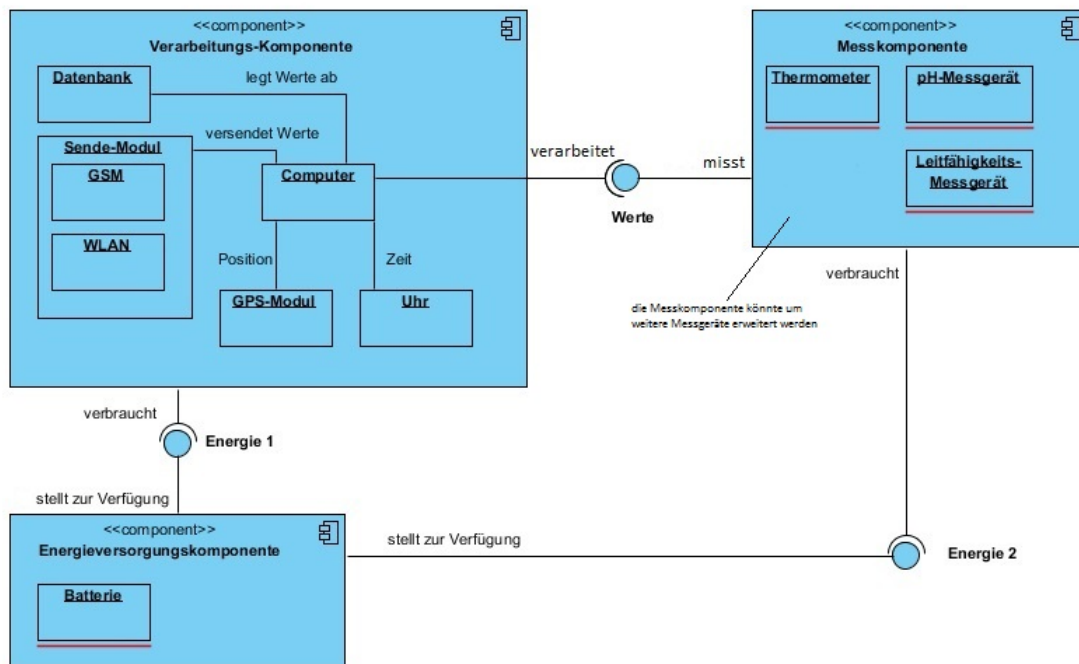 <<component>>
Verarbeitungs-Komponente
Datenbank
legt Werte ab
versendet Werte
Sende-Modul
GSM
WLAN
Computer
Position
Zeit
GPS-Modul
Uhr
verarbeitet
misst
Werte
<<component>>
Messkomponente
Thermometer
pH-Messgerät
Leitfähigkeits-
Messgerät
die Messkomponente könnte um
weitere Messgeräte erweitert werden
verbraucht
verbraucht
Energie 1
stellt zur Verfügung
<<component>>
Energieversorgungskomponente
Batterie
stellt zur Verfügung
Energie 2